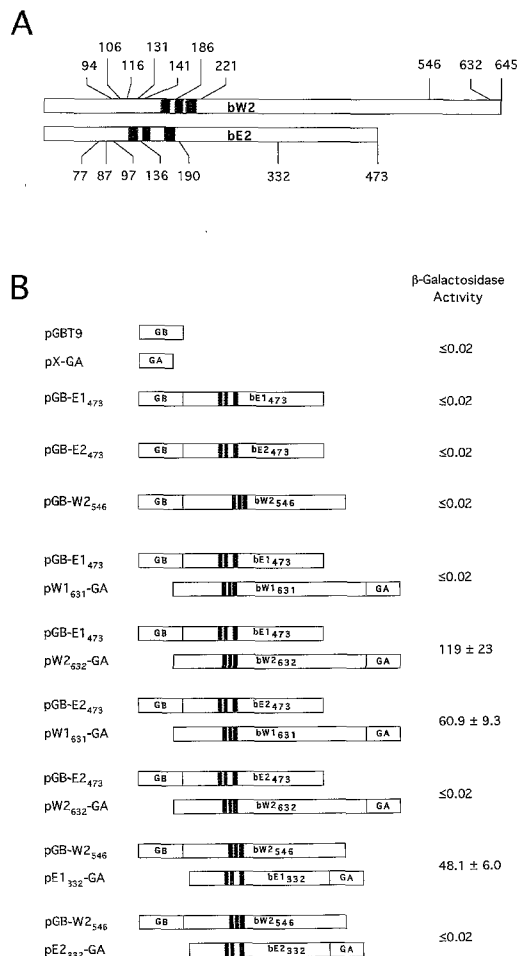 A
106 131 186
94 116 141 221 546 632 645
bW2
bE2
77 87 97 136 190 332 473
B
β-Galactosidase
Activity
pGBT9 GB
≤0.02
pX-GA GA
pGB-E1473 GB bE1473 ≤0.02
pGB-E2473 GB bE2473 ≤0.02
pGB-W2546 GB bW2546 ≤0.02
pGB-E1473 GB bE1473
≤0.02
pW1631-GA bW1631 GA
pGB-E1473 GB bE1473
119 ± 23
pW2632-GA bW2632 GA
pGB-E2473 GB bE2473
60.9 ± 9.3
pW1631-GA bW1631 GA
pGB-E2473 GB bE2473
≤0.02
pW2632-GA bW2632 GA
pGB-W2546 GB bW2546
48.1 ± 6.0
pE1332-GA bE1332 GA
pGB-W2546 GB bW2546
≤0.02
pE2332-GA bE2332 GA